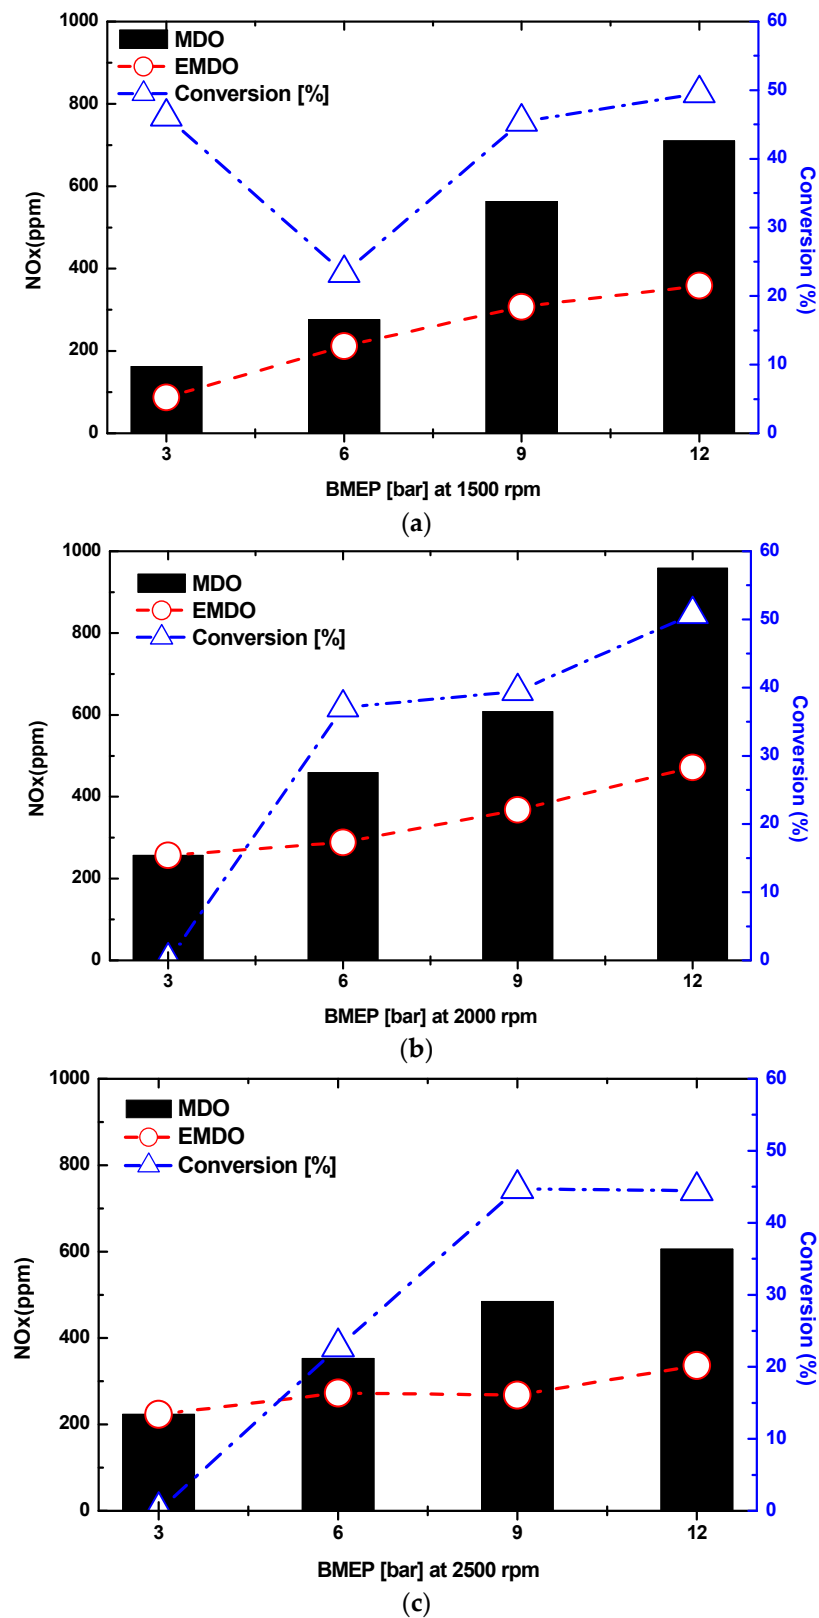 1000
800
600
400
200
0
NOx(ppm)
MDO
EMDO
Conversion [%]
60
50
40
30
20
10
0
Conversion (%)
3 6 9 12
BMEP [bar] at 1500 rpm
(a)
1000
800
600
400
200
0
NOx(ppm)
MDO
EMDO
Conversion [%]
60
50
40
30
20
10
0
Conversion (%)
3 6 9 12
BMEP [bar] at 2000 rpm
(b)
1000
800
600
400
200
0
NOx(ppm)
MDO
EMDO
Conversion [%]
60
50
40
30
20
10
0
Conversion (%)
3 6 9 12
BMEP [bar] at 2500 rpm
(c)